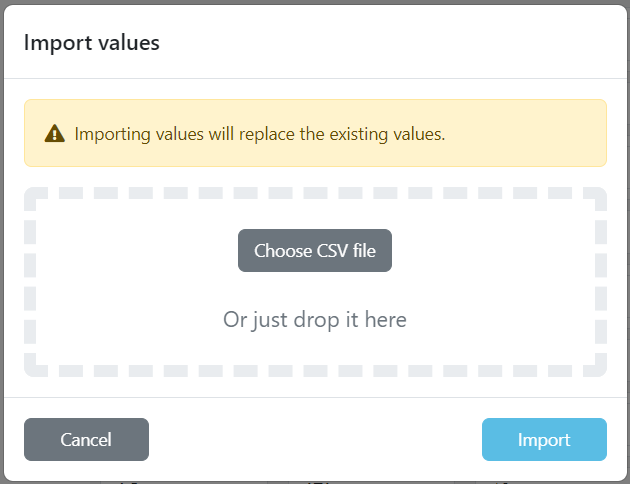 Import values
Importing values will replace the existing values.
Choose CSV file
Or just drop it here
Cancel
Import